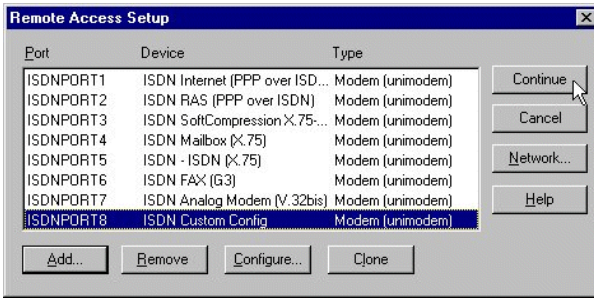 Remote Access Setup
Port Device Type
ISDNPORT1 ISDN Internet (PPP over ISD... Modem (unimodem)
ISDNPORT2 ISDN RAS (PPP over ISDN) Modem (unimodem)
ISDNPORT3 ISDN SoftCompression X.75-... Modem (unimodem)
ISDNPORT4 ISDN Mailbox (X.75) Modem (unimodem)
ISDNPORT5 ISDN - ISDN (X.75) Modem (unimodem)
ISDNPORT6 ISDN FAX (G3) Modem (unimodem)
ISDNPORT7 ISDN Analog Modem (V.32bis) Modem (unimodem)
ISDNPORT8 ISDN Custom Config Modem (unimodem)
Continue
Cancel
Network...
Help
Add... Remove Configure... Clone